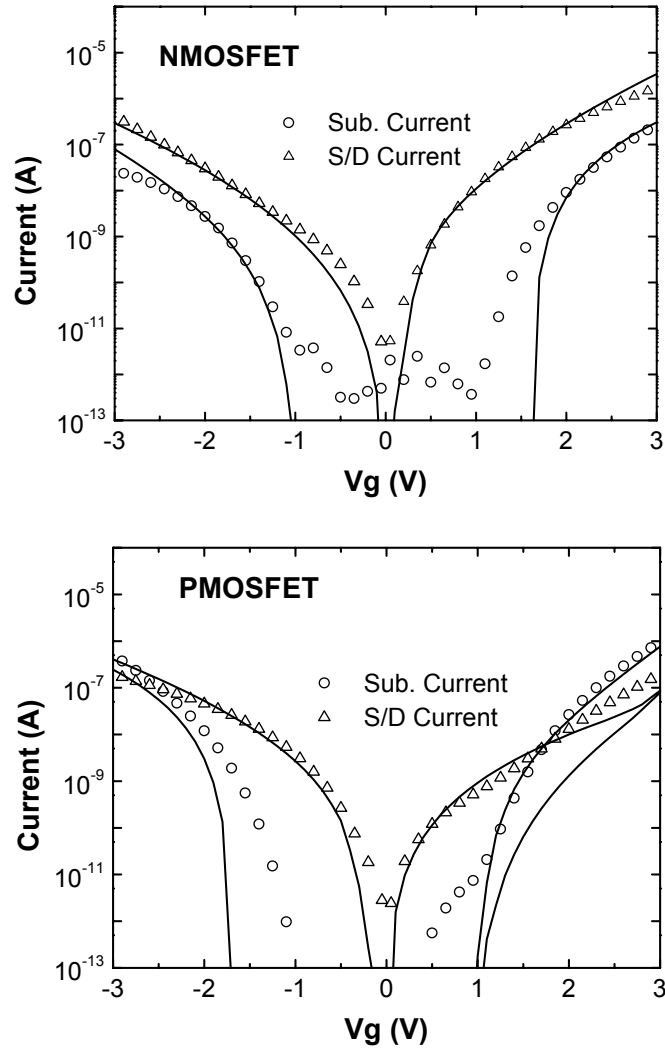 NMOSFET
Sub. Current
S/D Current
Current (A)
10^-5
10^-7
10^-9
10^-11
10^-13
-3 -2 -1 0 1 2 3
Vg (V)
PMOSFET
Sub. Current
S/D Current
Current (A)
10^-5
10^-7
10^-9
10^-11
10^-13
-3 -2 -1 0 1 2 3
Vg (V)